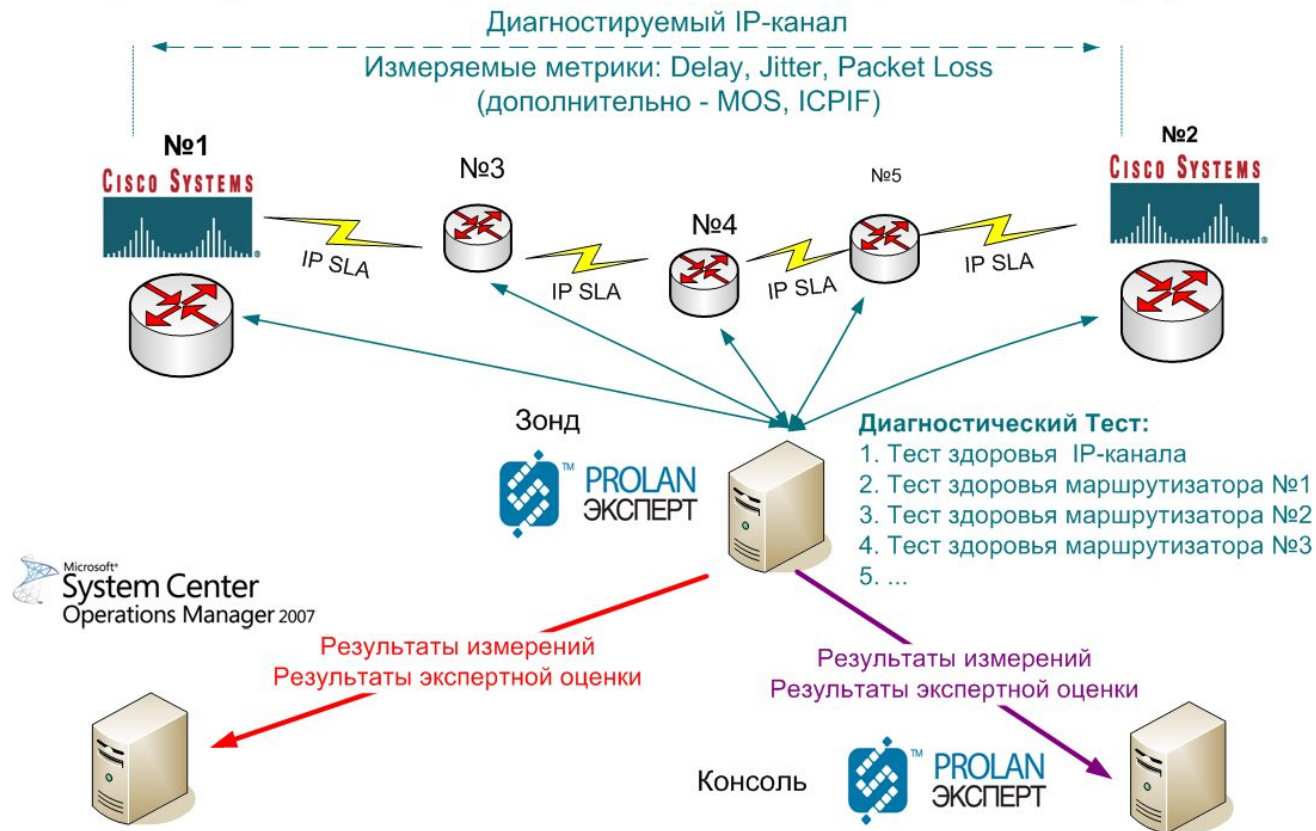 Диагностируемый IP-канал
Измеряемые метрики: Delay, Jitter, Packet Loss
(дополнительно - MOS, ICPIF)
№1
CISCO SYSTEMS
№3
№4
№5
№2
CISCO SYSTEMS
IP SLA
IP SLA
IP SLA
IP SLA
Зонд
™ PROLAN
ЭКСПЕРТ
Диагностический Тест:
1. Тест здоровья IP-канала
2. Тест здоровья маршрутизатора №1
3. Тест здоровья маршрутизатора №2
4. Тест здоровья маршрутизатора №3
5. ...
Microsoft®
System Center
Operations Manager 2007
Результаты измерений
Результаты экспертной оценки
Результаты измерений
Результаты экспертной оценки
Консоль
™ PROLAN
ЭКСПЕРТ